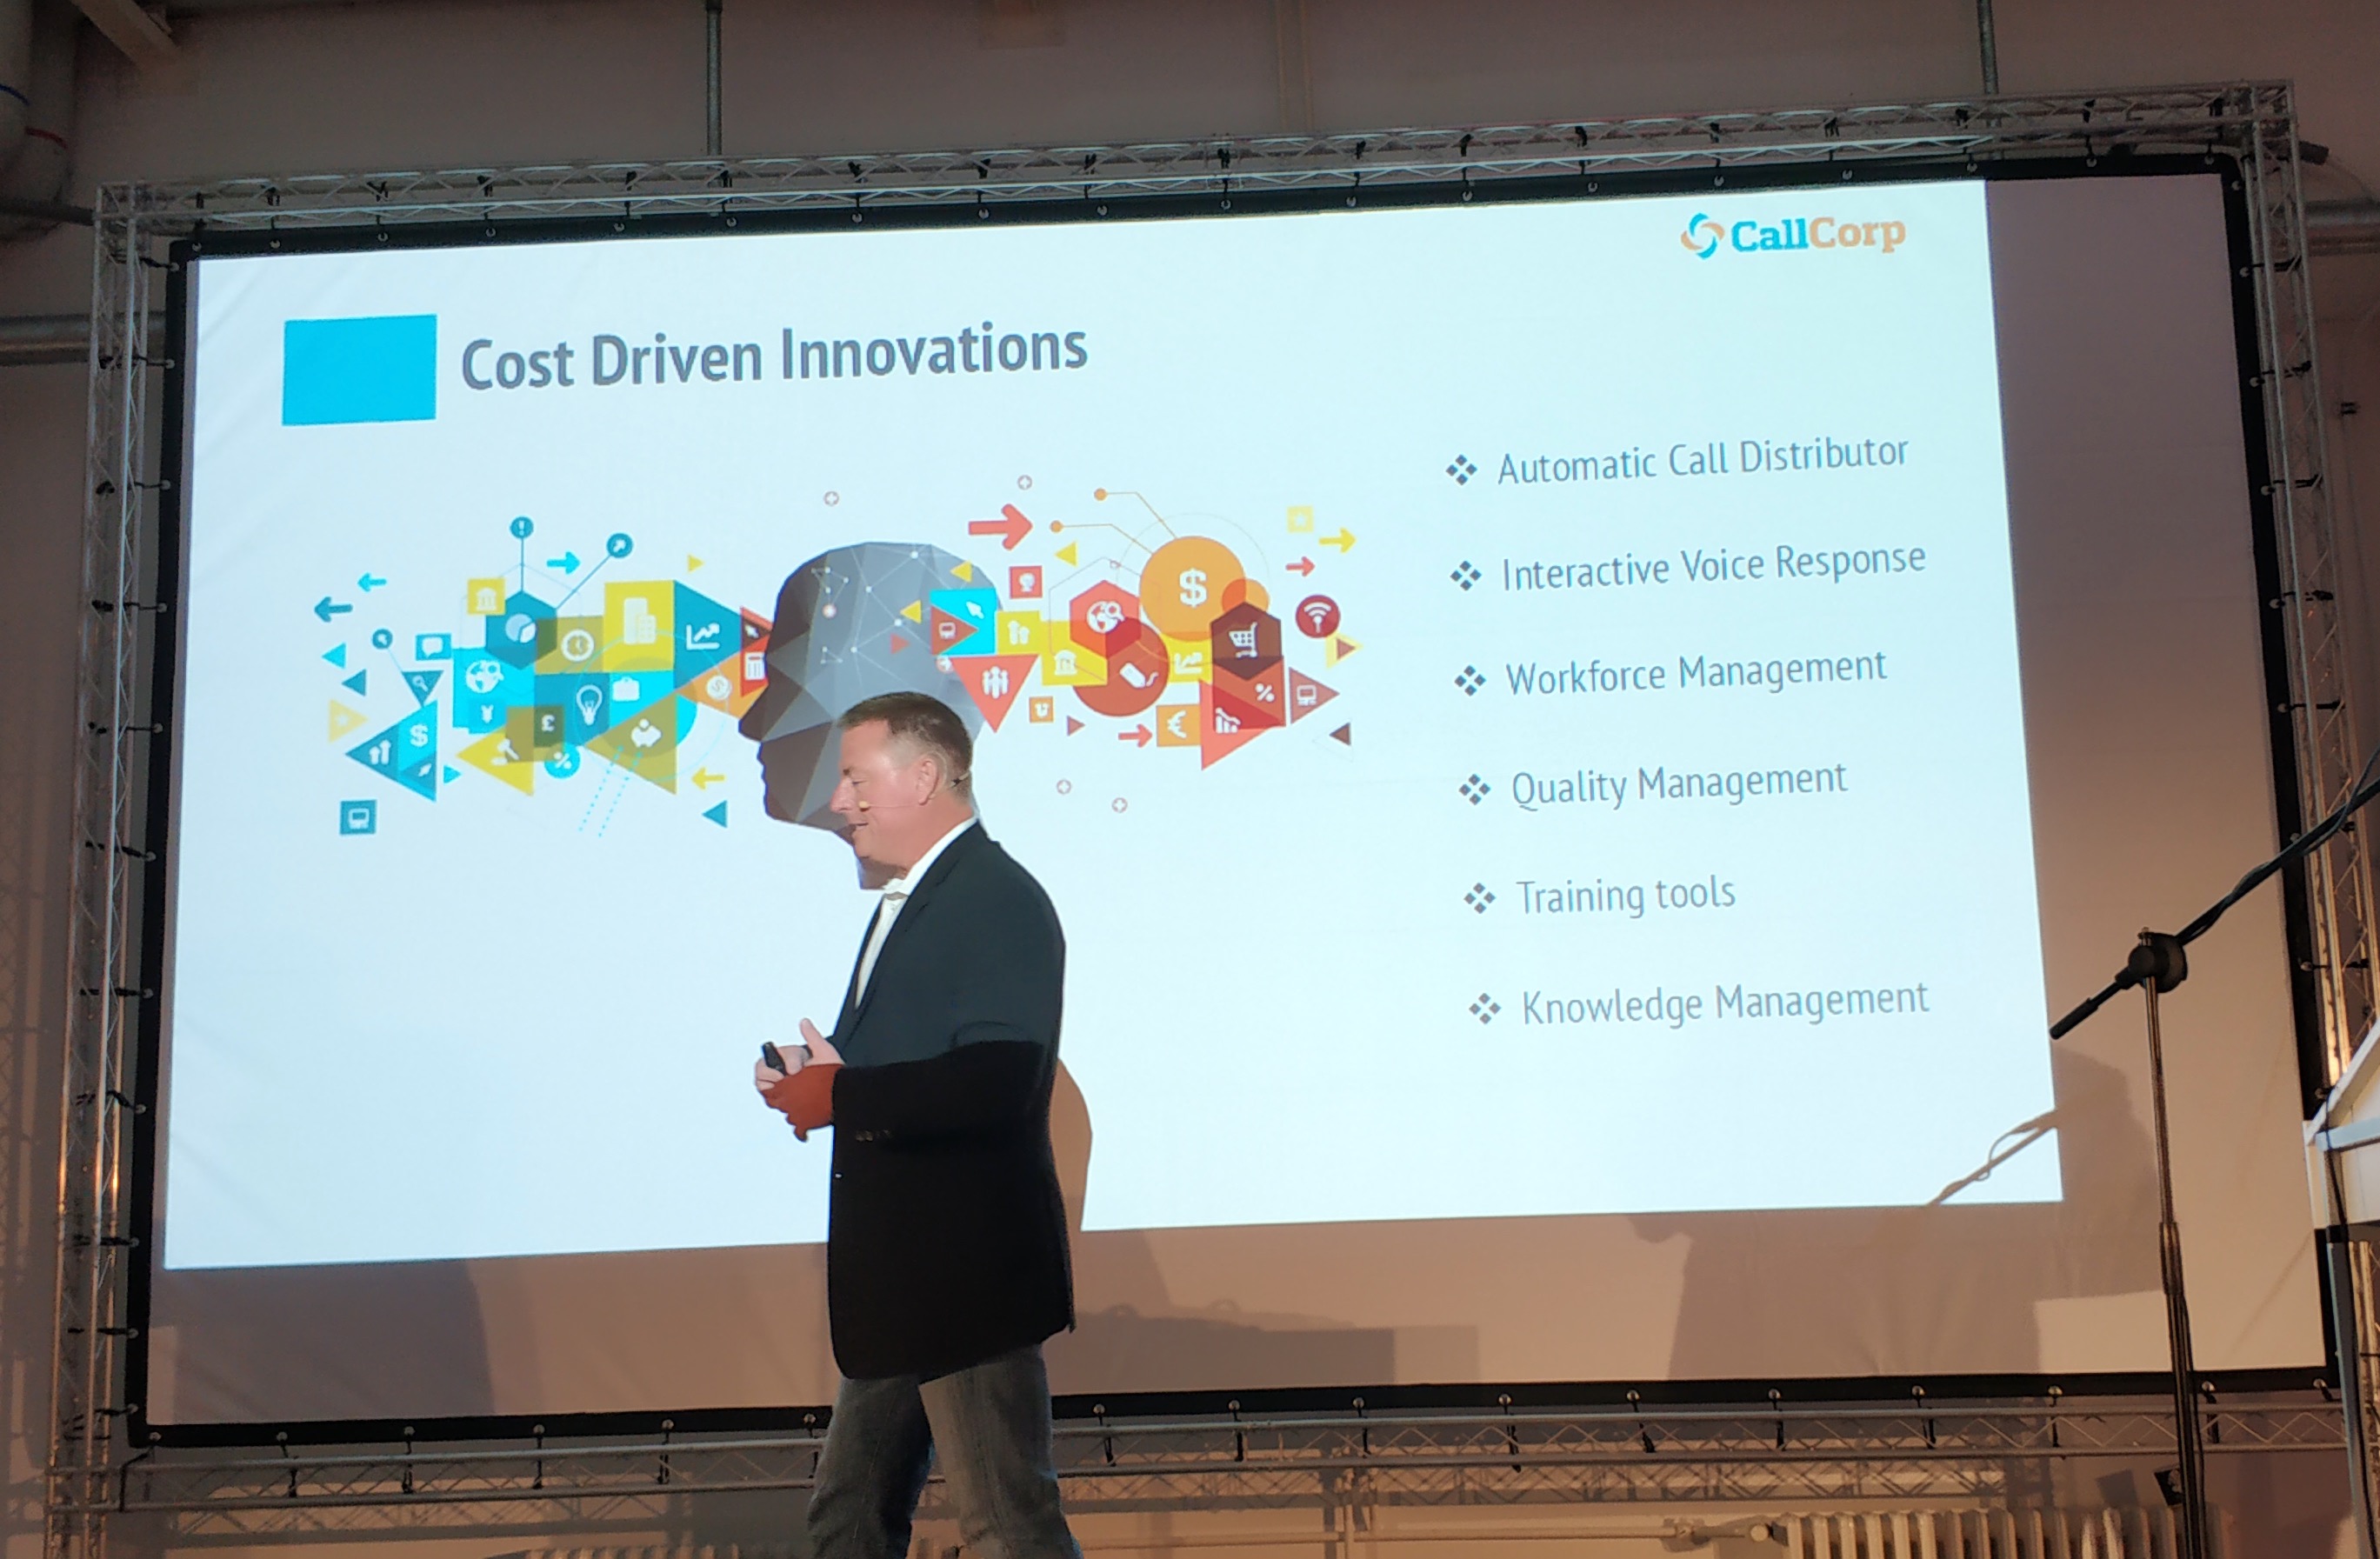 CallCorp
Cost Driven Innovations
Automatic Call Distributor
Interactive Voice Response
Workforce Management
Quality Management
Training tools
Knowledge Management